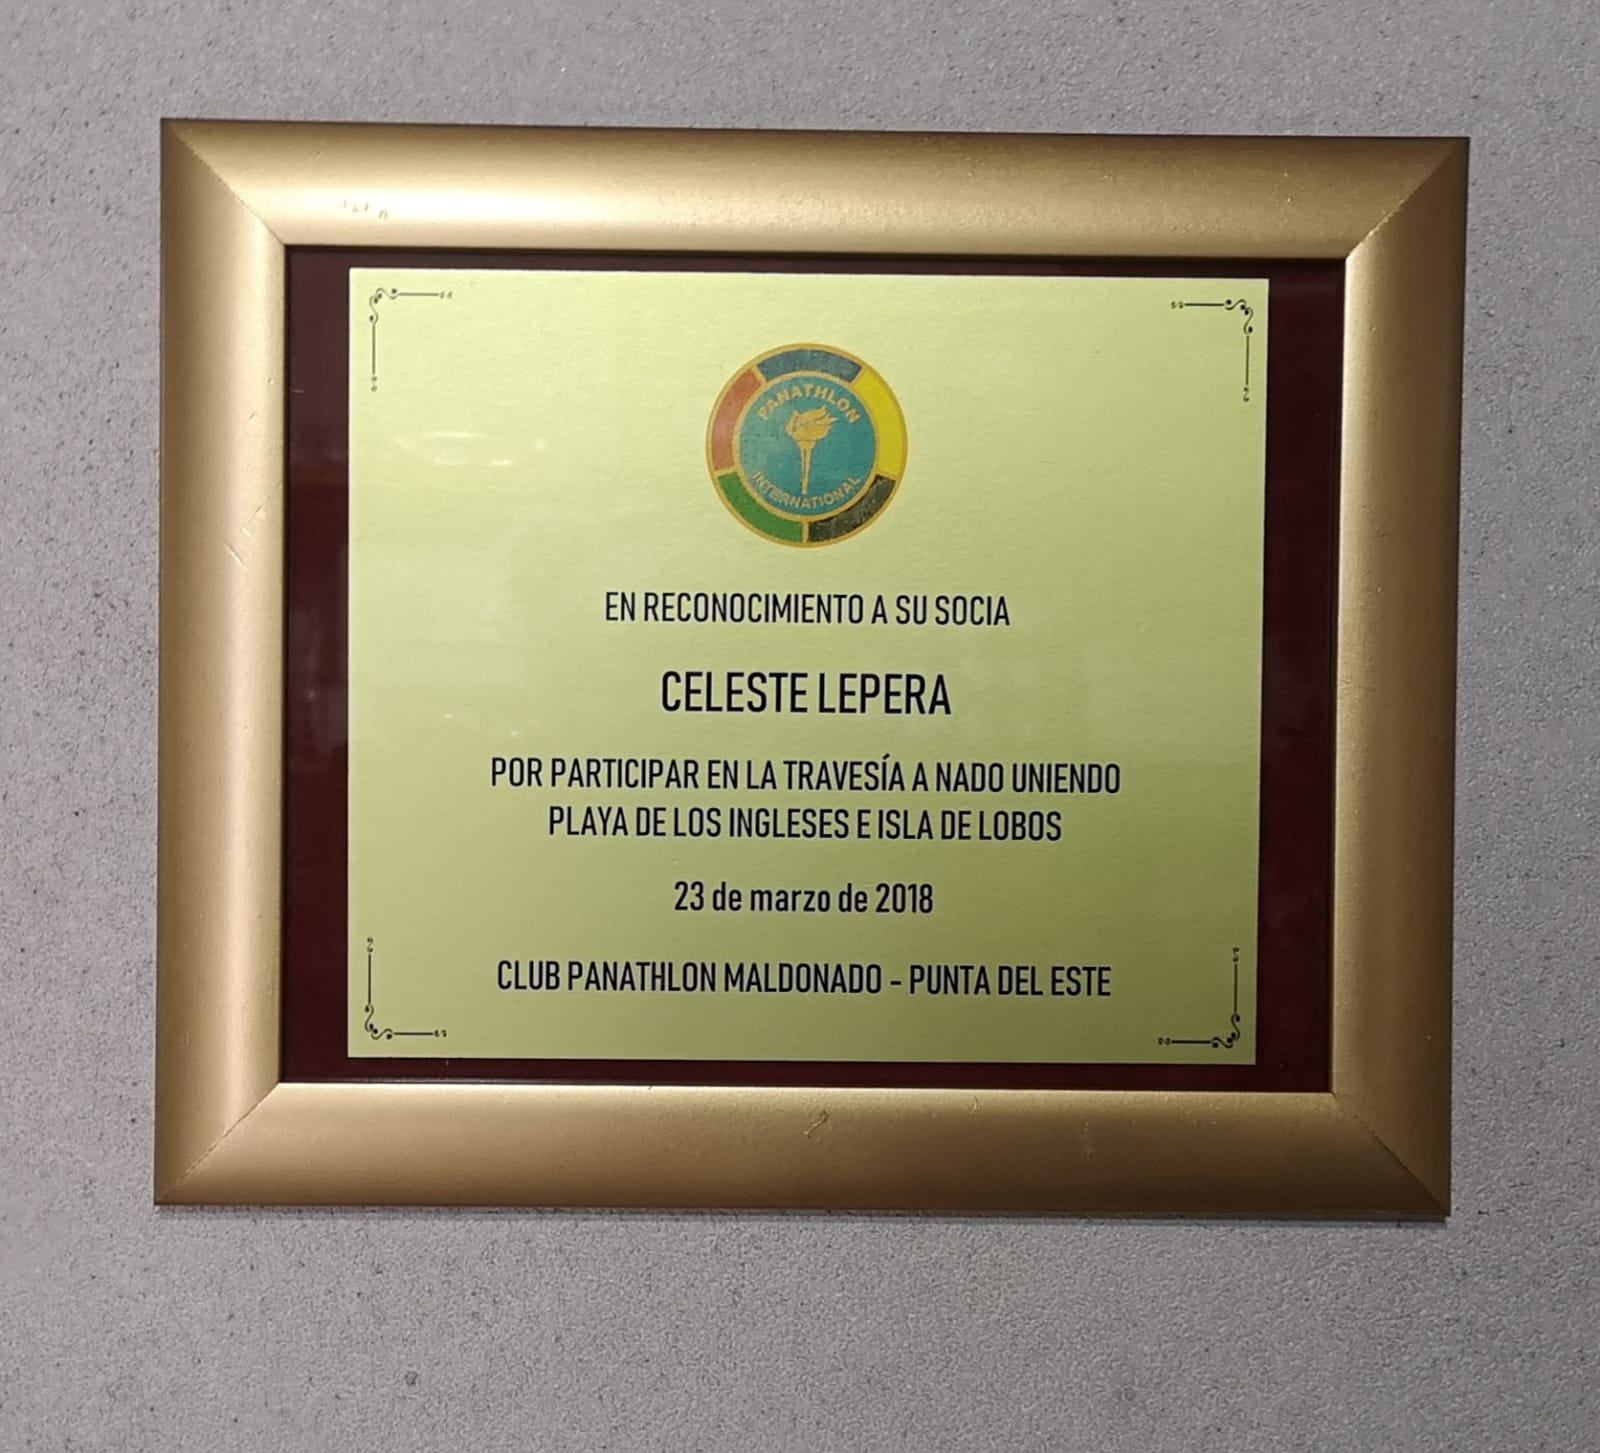 PANATHLON
INTERNATIONAL
EN RECONOCIMIENTO A SU SOCIA
CELESTE LEPERA
POR PARTICIPAR EN LA TRAVESÍA A NADO UNIENDO
PLAYA DE LOS INGLESES E ISLA DE LOBOS
23 de marzo de 2018
CLUB PANATHLON MALDONADO - PUNTA DEL ESTE